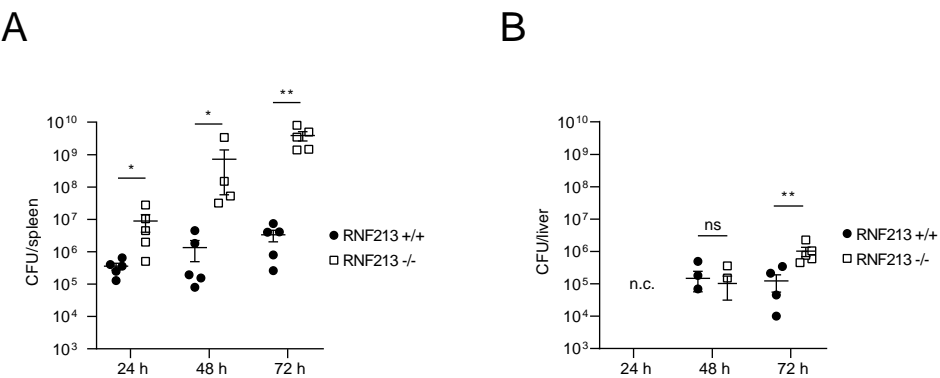 A
B
CFU/spleen
10^10
10^9
10^8
10^7
10^6
10^5
10^4
10^3
*
*
**
24 h
48 h
72 h
RNF213 +/+
RNF213 -/-
CFU/liver
10^10
10^9
10^8
10^7
10^6
10^5
10^4
10^3
n.c.
ns
**
24 h
48 h
72 h
RNF213 +/+
RNF213 -/-